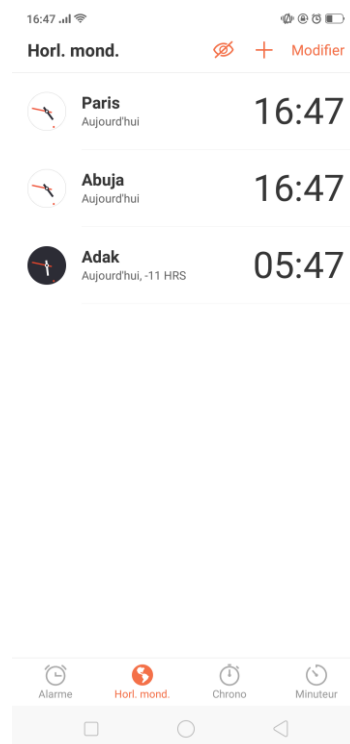 16:47
Horl. mond.
Modifier
Paris
Aujourd'hui
16:47
Abuja
Aujourd'hui
16:47
Adak
Aujourd'hui, -11 HRS
05:47
Alarme
Horl. mond.
Chrono
Minuteur